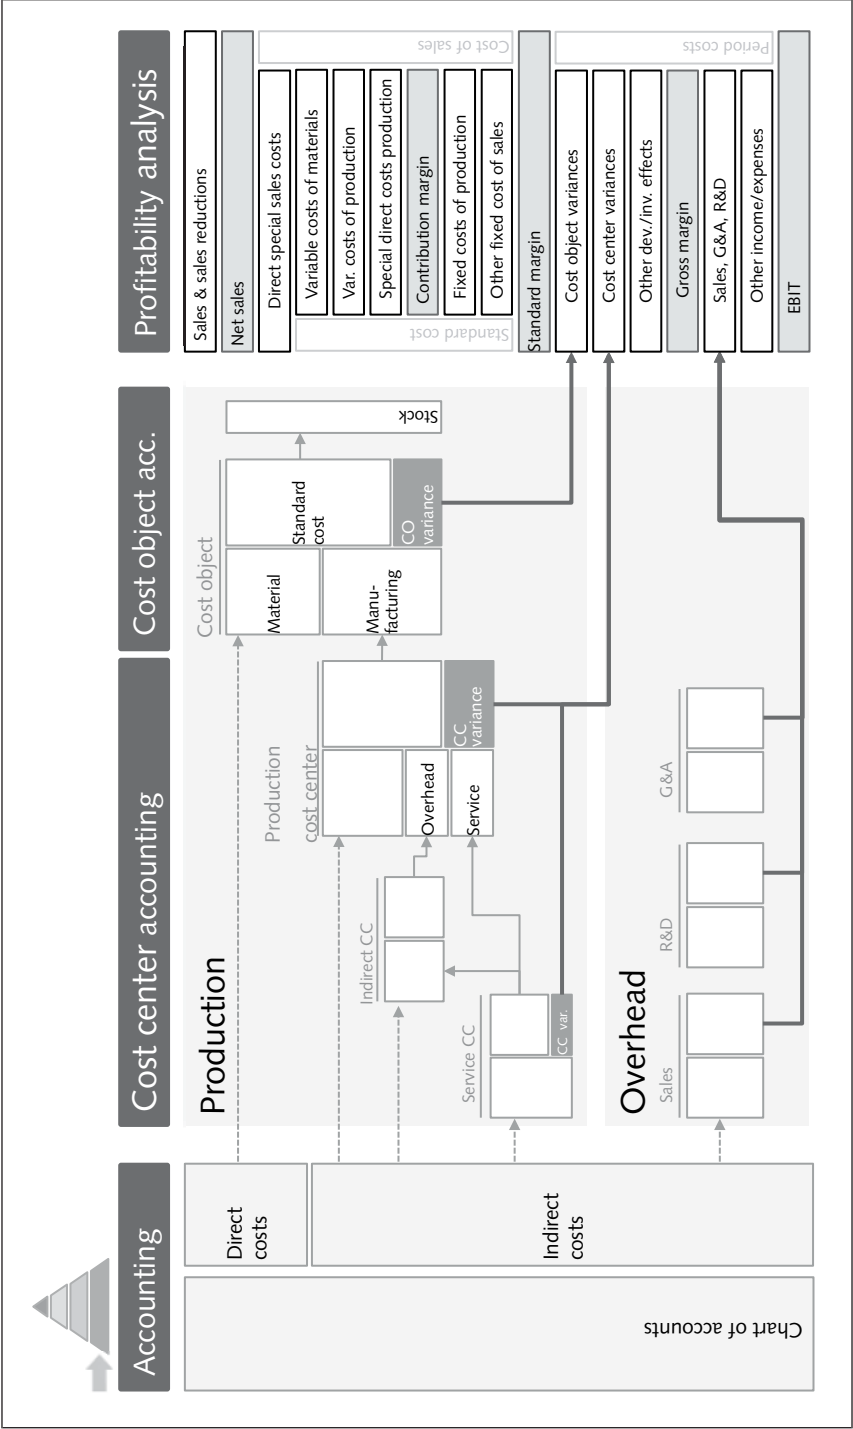 Accounting
Cost center accounting
Cost object acc.
Profitability analysis
Chart of accounts
Direct
costs
Indirect
costs
Production
Service CC
CC var.
Indirect CC
Production
cost center
Overhead
Service
CC
variance
Cost object
Material
Manu-
facturing
Standard
cost
CO
variance
Stock
Overhead
Sales
R&D
G&A
Sales & sales reductions
Net sales
Direct special sales costs
Variable costs of materials
Var. costs of production
Special direct costs production
Contribution margin
Fixed costs of production
Other fixed cost of sales
Standard margin
Cost object variances
Cost center variances
Other dev./inv. effects
Gross margin
Sales, G&A, R&D
Other income/expenses
EBIT
Standard cost
Cost of sales
Period costs